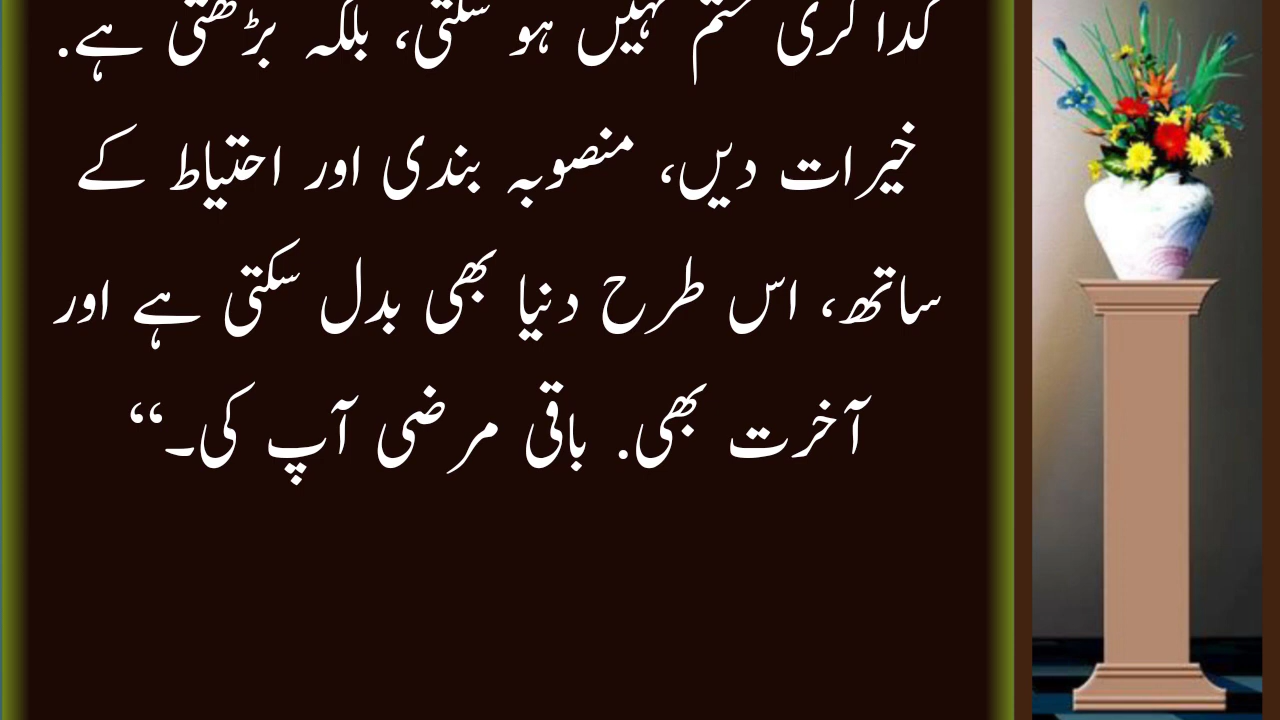 گداگری ختم نہیں ہو سکتی، بلکہ بڑھتی ہے.
خیرات دیں، منصوبہ بندی اور احتیاط کے
ساتھ، اس طرح دنیا بھی بدل سکتی ہے اور
آخرت بھی. باقی مرضی آپ کی۔‘‘